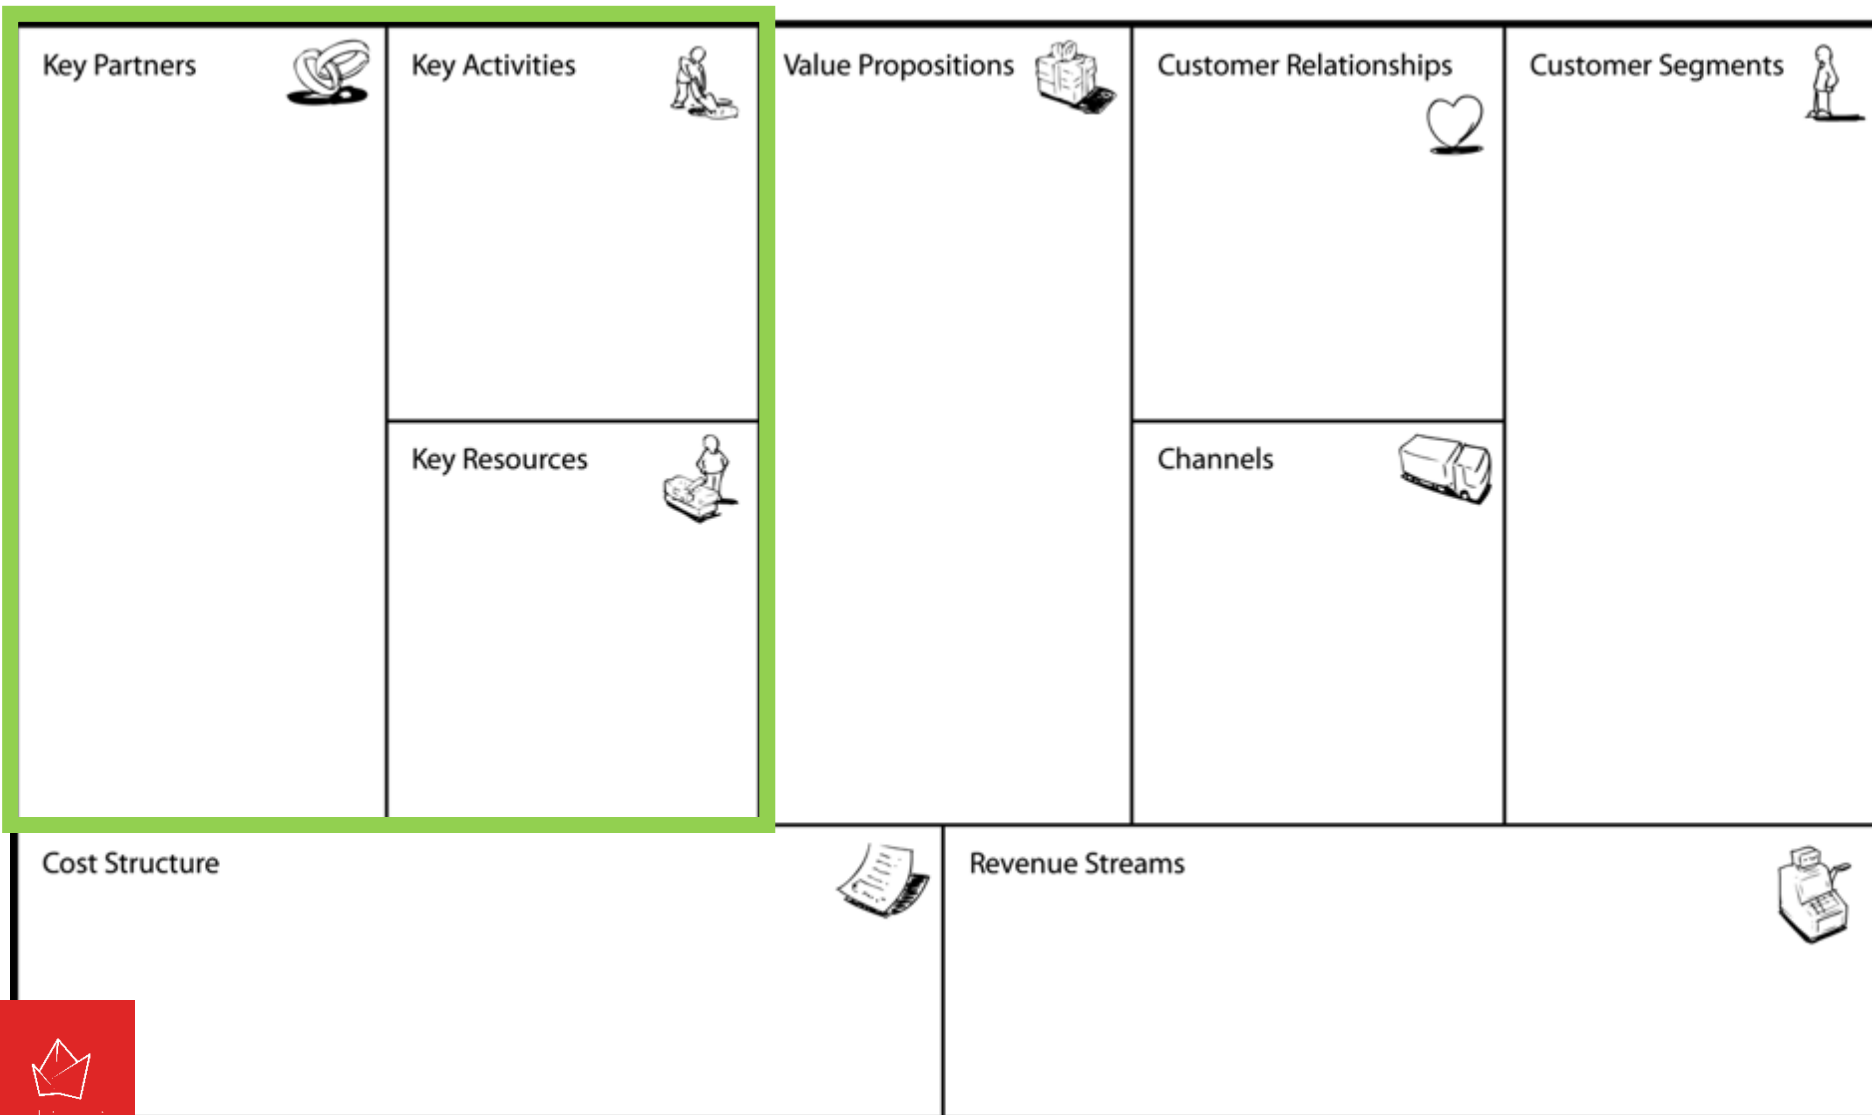 Key Partners
Key Activities
Key Resources
Value Propositions
Customer Relationships
Channels
Customer Segments
Cost Structure
Revenue Streams